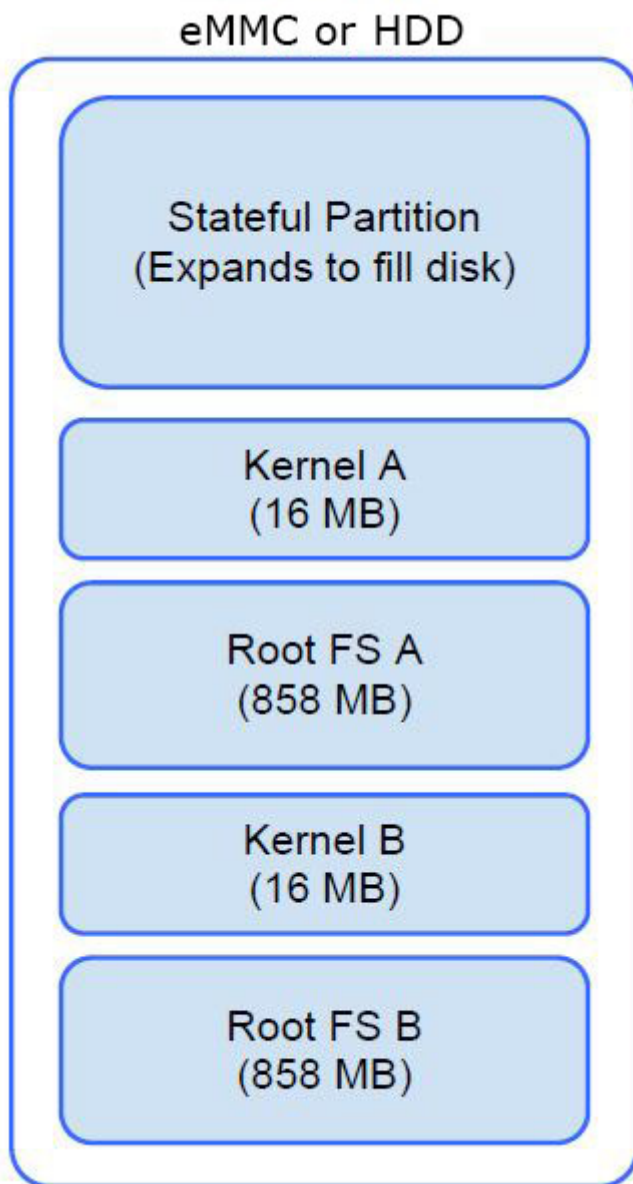 eMMC or HDD
Stateful Partition
(Expands to fill disk)
Kernel A
(16 MB)
Root FS A
(858 MB)
Kernel B
(16 MB)
Root FS B
(858 MB)